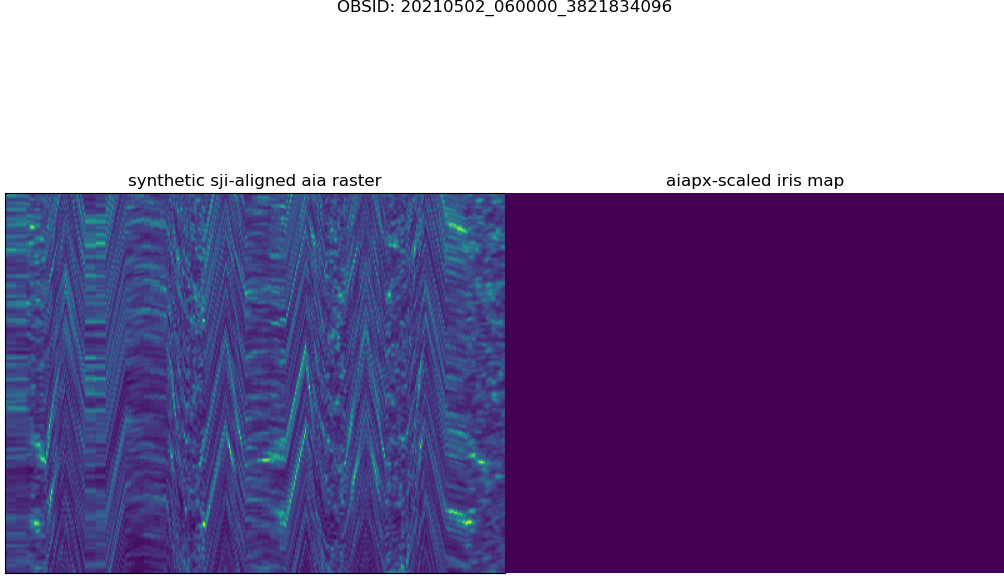 OBSID: 20210502_060000_3821834096
synthetic sji-aligned aia raster
aiapx-scaled iris map